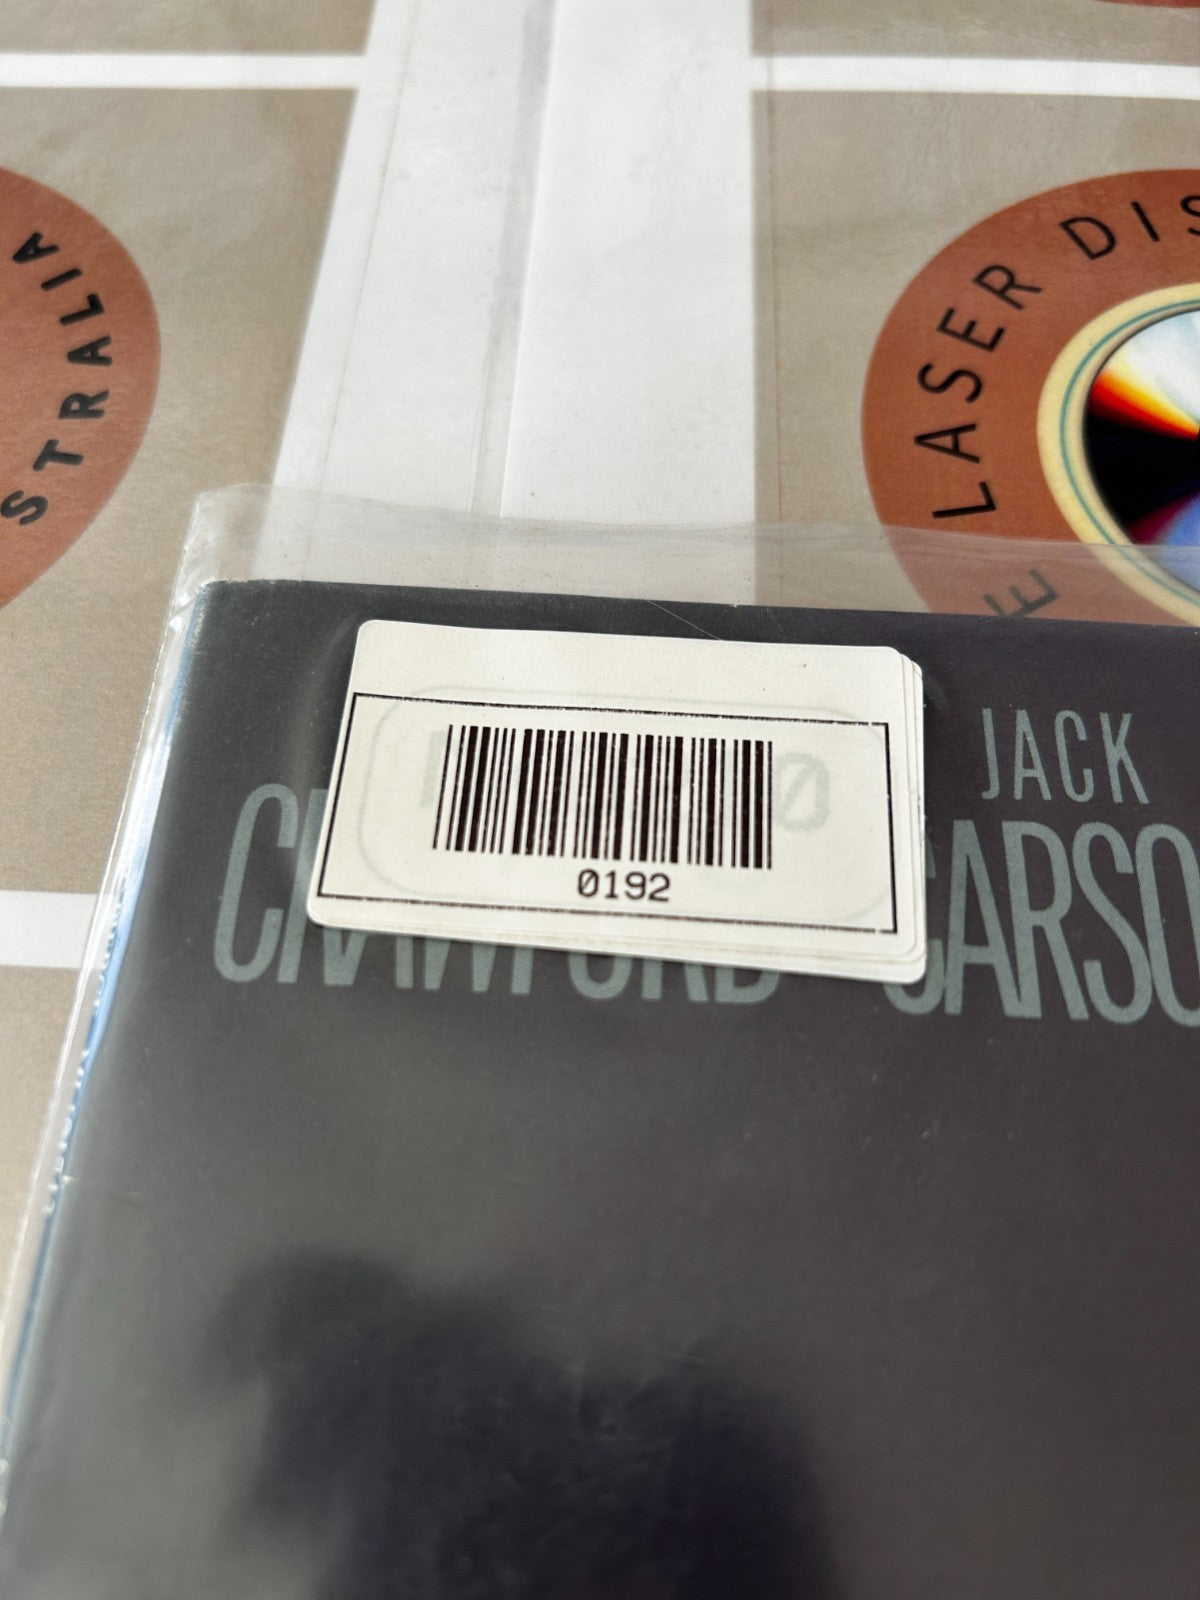 STRALIA
LASER DIS
E
JACK
CRAWFORD CARSO
0192